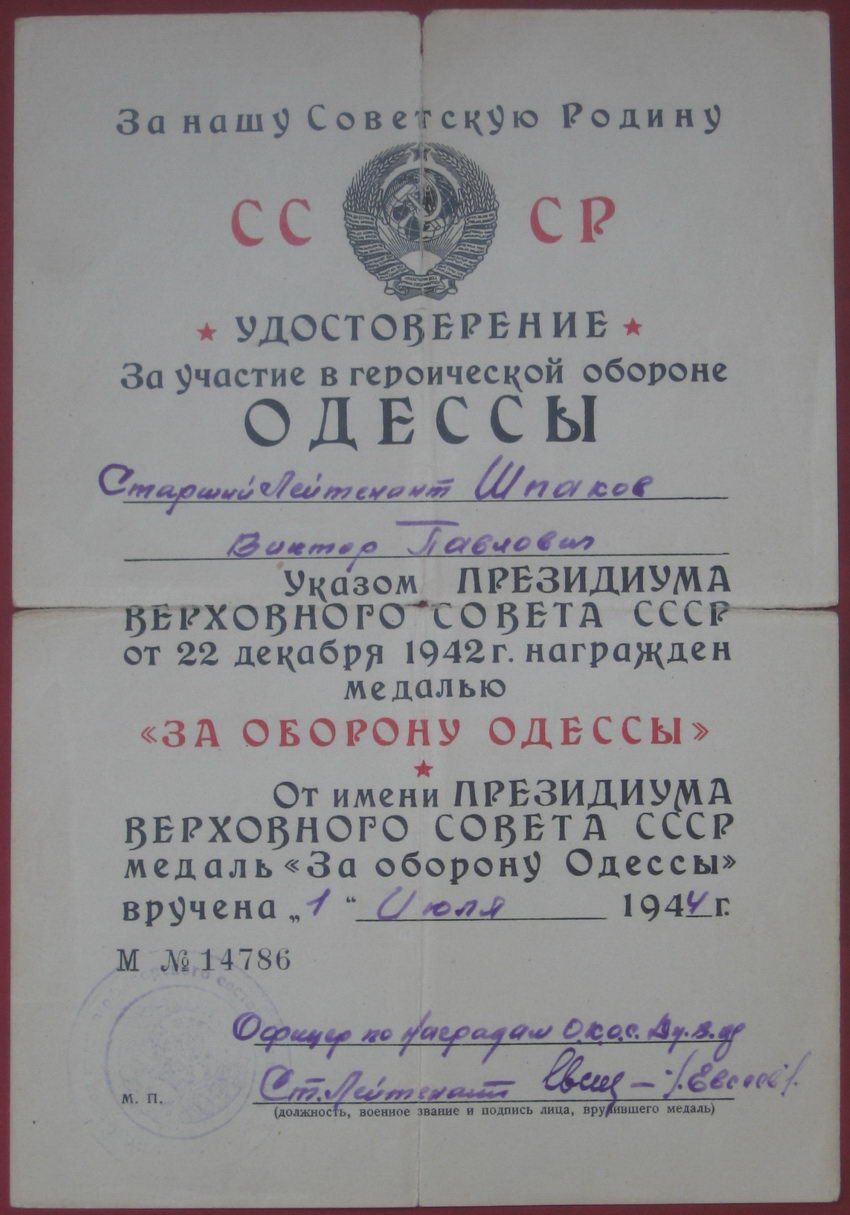 За нашу Советскую Родину
СС СР
УДОСТОВЕРЕНИЕ
За участие в героической обороне
ОДЕССЫ
Старший Лейтенант Шпаков
Виктор Павлович
Указом ПРЕЗИДИУМА
ВЕРХОВНОГО СОВЕТА СССР
от 22 декабря 1942 г. награжден
медалью
«ЗА ОБОРОНУ ОДЕССЫ»
От имени ПРЕЗИДИУМА
ВЕРХОВНОГО СОВЕТА СССР
медаль «За оборону Одессы»
вручена „1“ Июля 1944 г.
М № 14786
Офицер по наградам
Ст. Лейтенант
м. п.
(должность, военное звание и подпись лица, вручившего медаль)